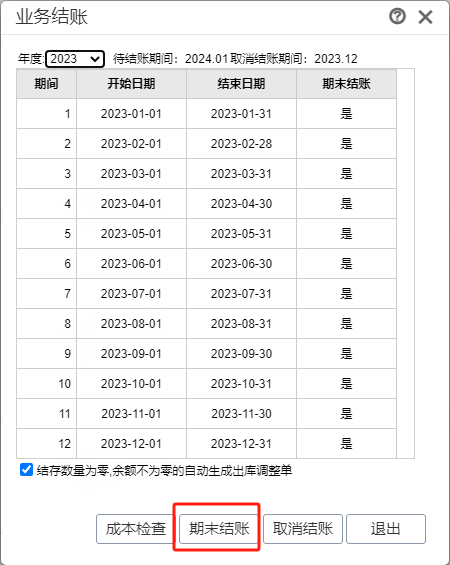 业务结账
年度: 2023 待结账期间：2024.01 取消结账期间：2023.12
期间 开始日期 结束日期 期末结账
1 2023-01-01 2023-01-31 是
2 2023-02-01 2023-02-28 是
3 2023-03-01 2023-03-31 是
4 2023-04-01 2023-04-30 是
5 2023-05-01 2023-05-31 是
6 2023-06-01 2023-06-30 是
7 2023-07-01 2023-07-31 是
8 2023-08-01 2023-08-31 是
9 2023-09-01 2023-09-30 是
10 2023-10-01 2023-10-31 是
11 2023-11-01 2023-11-30 是
12 2023-12-01 2023-12-31 是
结存数量为零,余额不为零的自动生成出库调整单
成本检查 期末结账 取消结账 退出